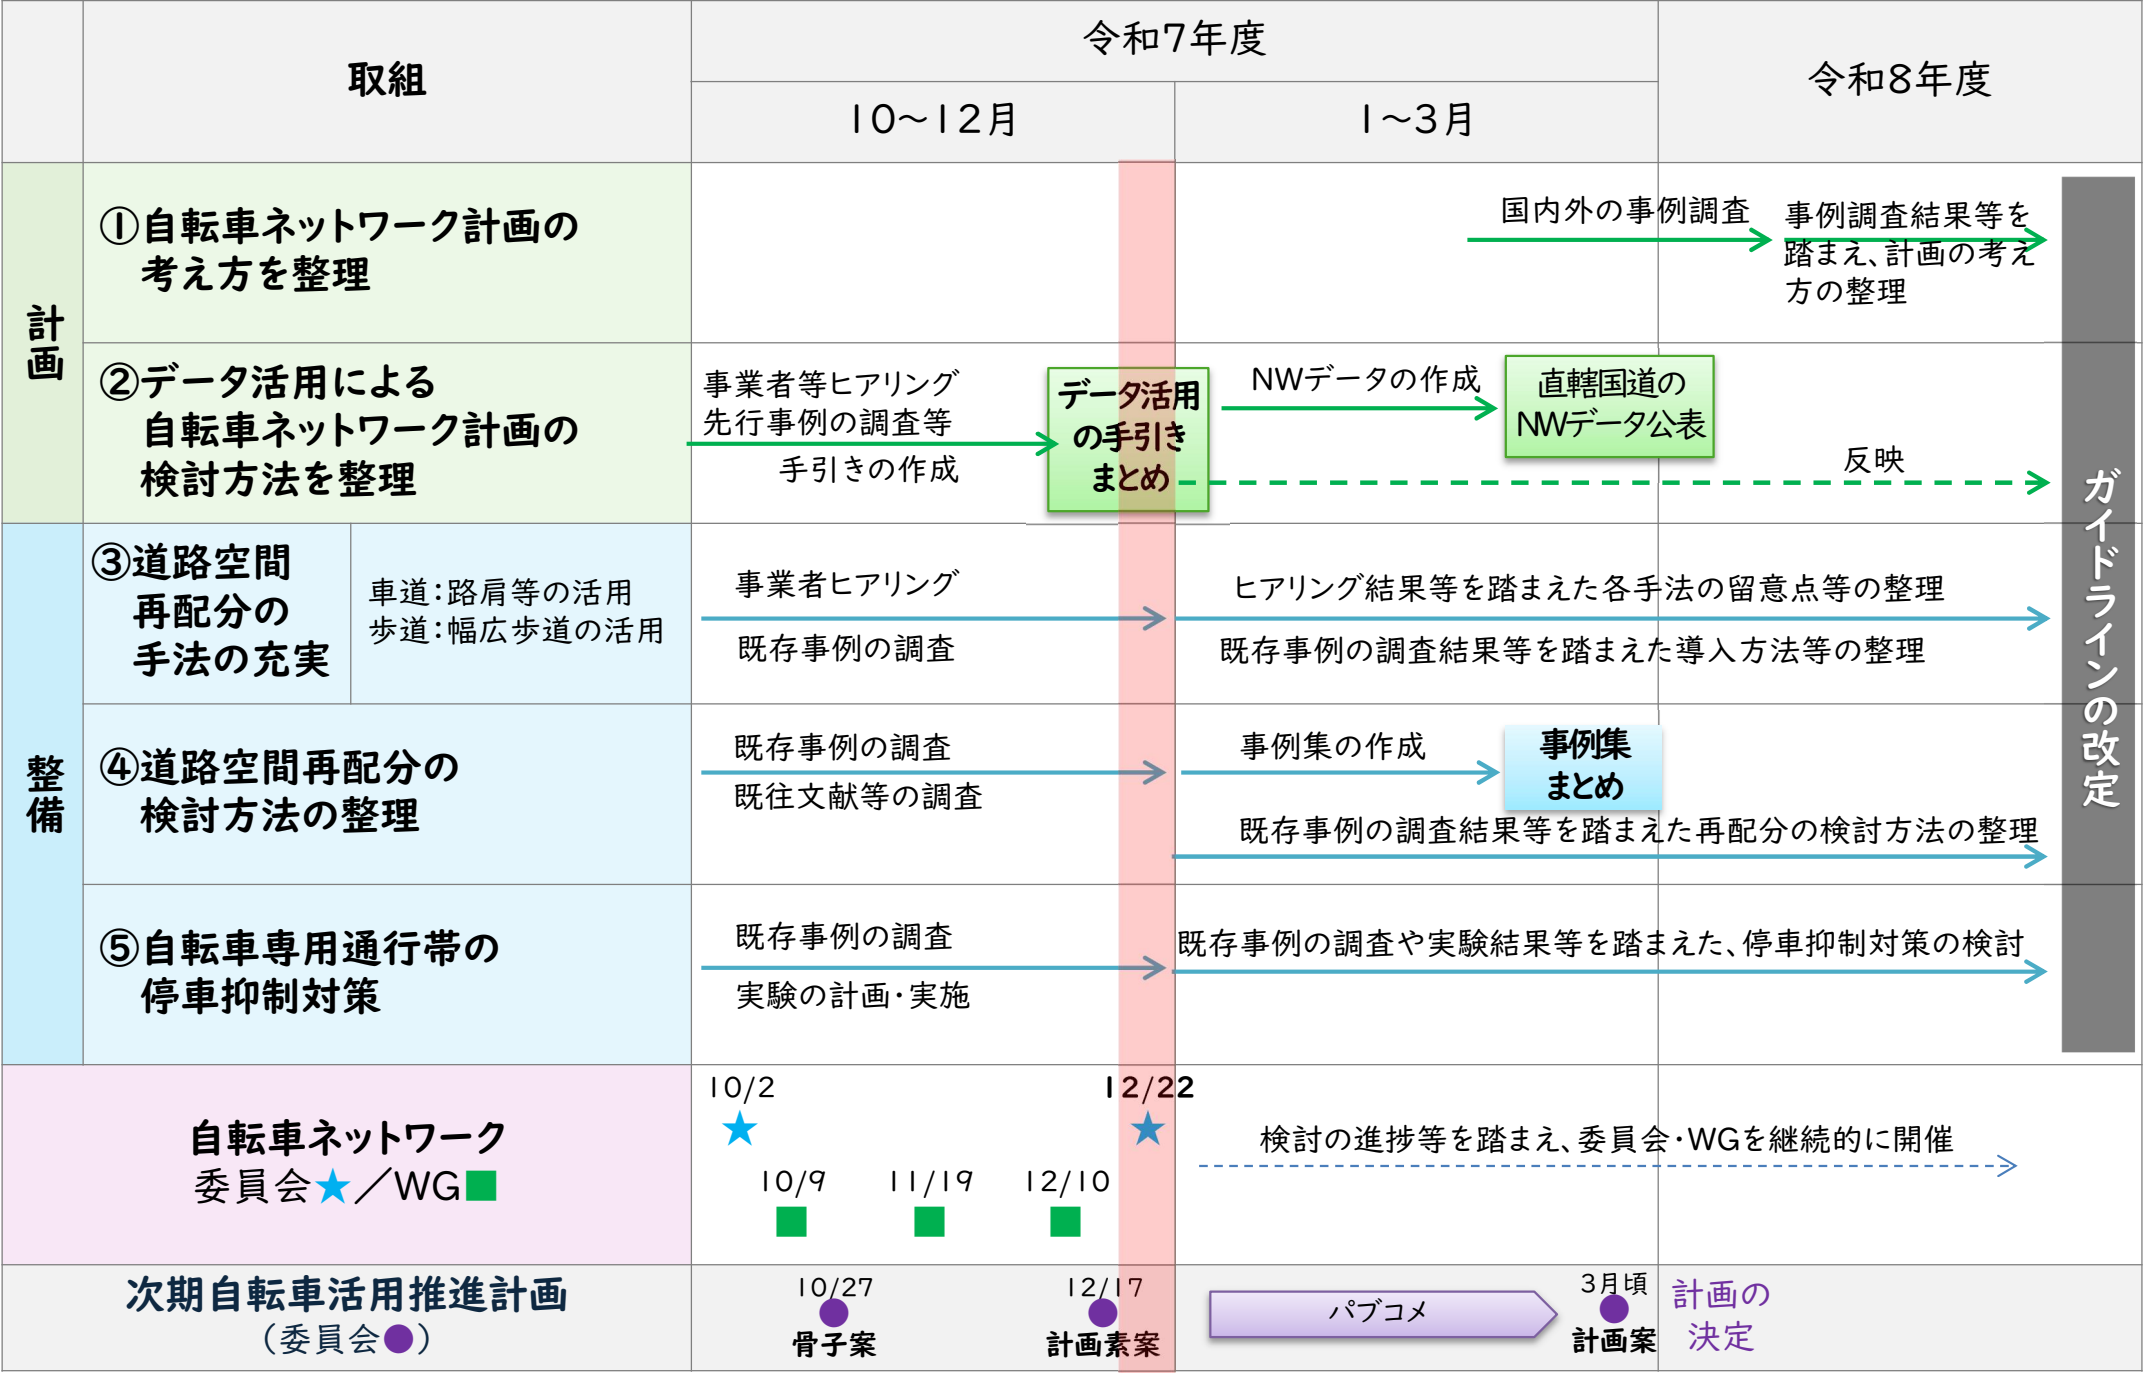 取組
令和7年度
令和8年度
10～12月
1～3月
計画
①自転車ネットワーク計画の
考え方を整理
国内外の事例調査
事例調査結果等を
踏まえ、計画の考え
方の整理
②データ活用による
自転車ネットワーク計画の
検討方法を整理
事業者等ヒアリング
先行事例の調査等
手引きの作成
データ活用
の手引き
まとめ
NWデータの作成
直轄国道の
NWデータ公表
反映
ガイドラインの改定
整備
③道路空間
再配分の
手法の充実
車道：路肩等の活用
歩道：幅広歩道の活用
事業者ヒアリング
既存事例の調査
ヒアリング結果等を踏まえた各手法の留意点等の整理
既存事例の調査結果等を踏まえた導入方法等の整理
④道路空間再配分の
検討方法の整理
既存事例の調査
既往文献等の調査
事例集の作成
事例集
まとめ
既存事例の調査結果等を踏まえた再配分の検討方法の整理
⑤自転車専用通行帯の
停車抑制対策
既存事例の調査
実験の計画・実施
既存事例の調査や実験結果等を踏まえた、停車抑制対策の検討
自転車ネットワーク
委員会★／WG■
10/2
12/22
10/9
11/19
12/10
検討の進捗等を踏まえ、委員会・WGを継続的に開催
次期自転車活用推進計画
（委員会●）
10/27
骨子案
12/17
計画素案
パブコメ
3月頃
計画案
計画の
決定